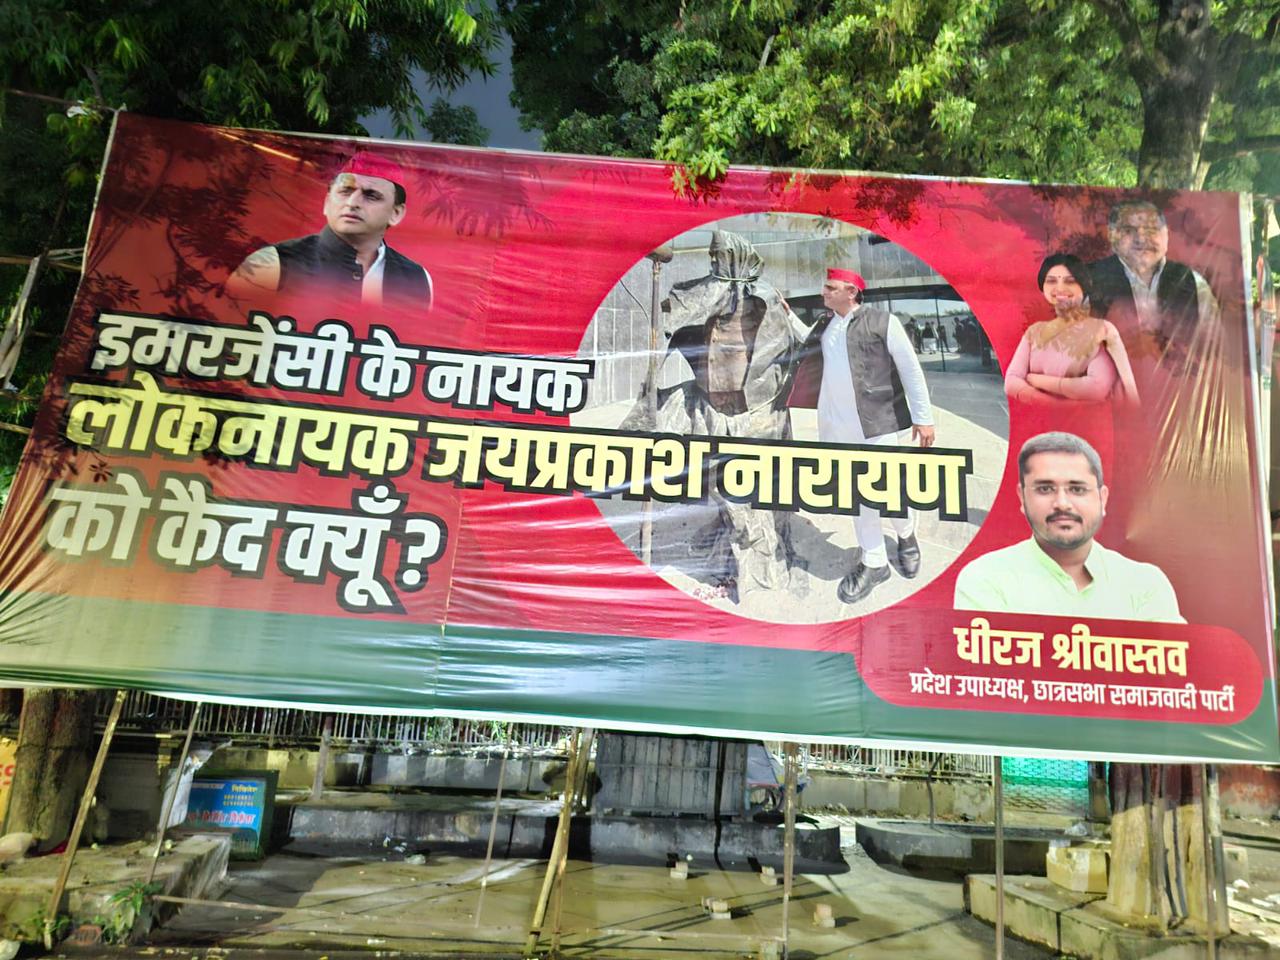 इमरजेंसी के नायक
लोकनायक जयप्रकाश नारायण
को कैद क्यूँ ?
धीरज श्रीवास्तव
प्रदेश उपाध्यक्ष, छात्रसभा समाजवादी पार्टी